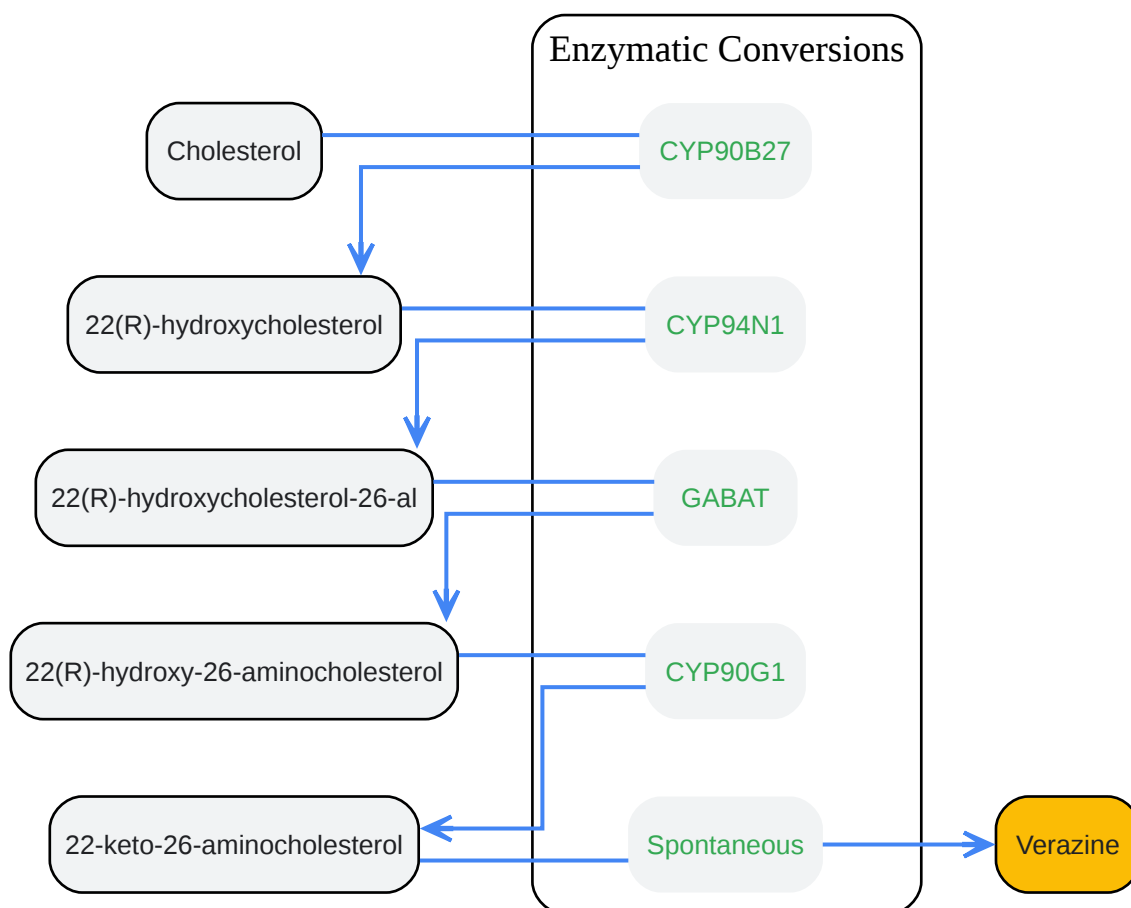 Enzymatic Conversions
Cholesterol
CYP90B27
22(R)-hydroxycholesterol
CYP94N1
22(R)-hydroxycholesterol-26-al
GABAT
22(R)-hydroxy-26-aminocholesterol
CYP90G1
22-keto-26-aminocholesterol
Spontaneous
Verazine